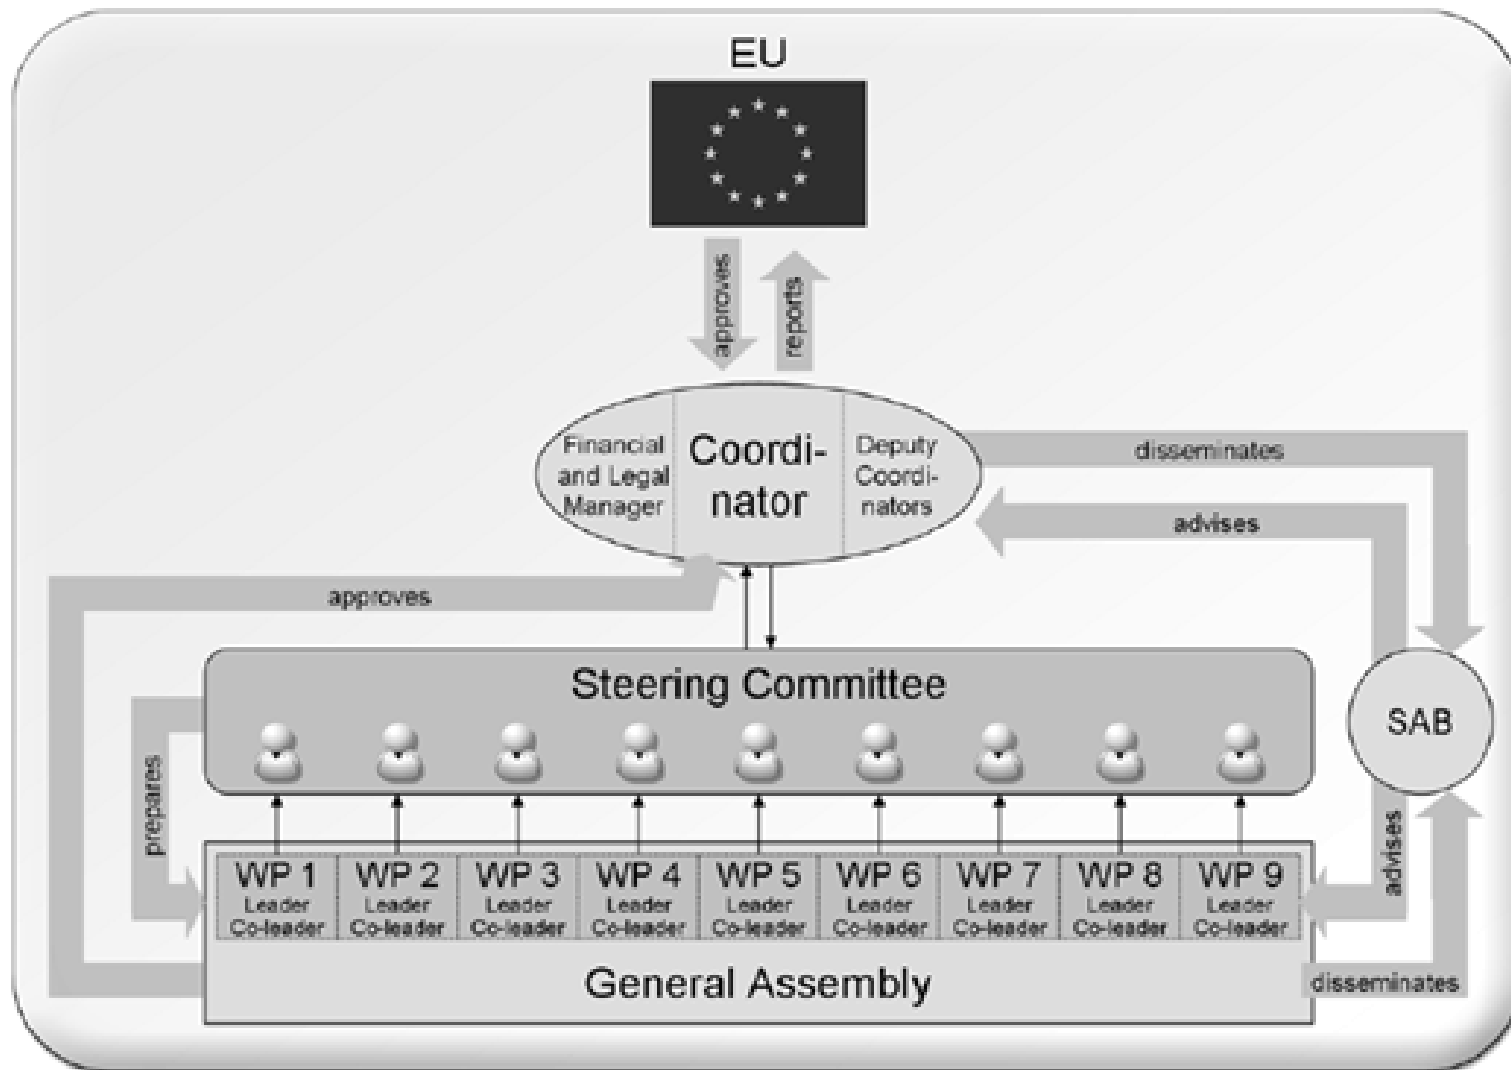 EU
approves
reports
Financial
and Legal
Manager
Coordi-
nator
Deputy
Coordi-
nators
disseminates
advises
approves
Steering Committee
SAB
prepares
advises
WP 1
Leader
Co-leader
WP 2
Leader
Co-leader
WP 3
Leader
Co-leader
WP 4
Leader
Co-leader
WP 5
Leader
Co-leader
WP 6
Leader
Co-leader
WP 7
Leader
Co-leader
WP 8
Leader
Co-leader
WP 9
Leader
Co-leader
General Assembly
disseminates